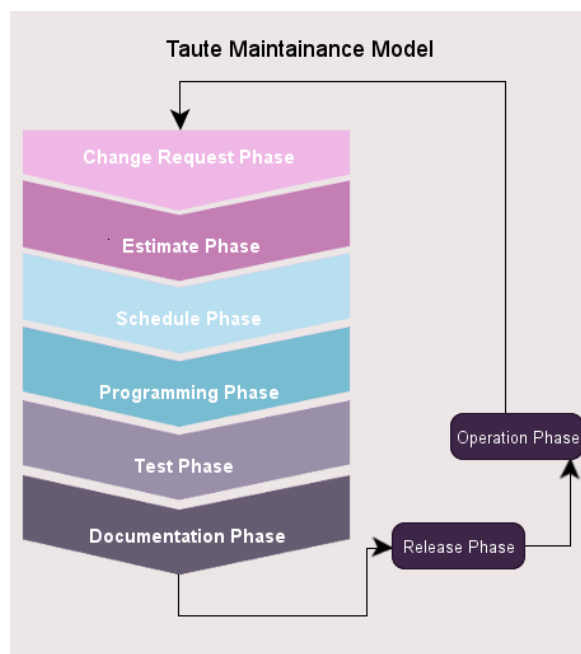 Taute Maintainance Model
Change Request Phase
Estimate Phase
Schedule Phase
Programming Phase
Test Phase
Documentation Phase
Operation Phase
Release Phase